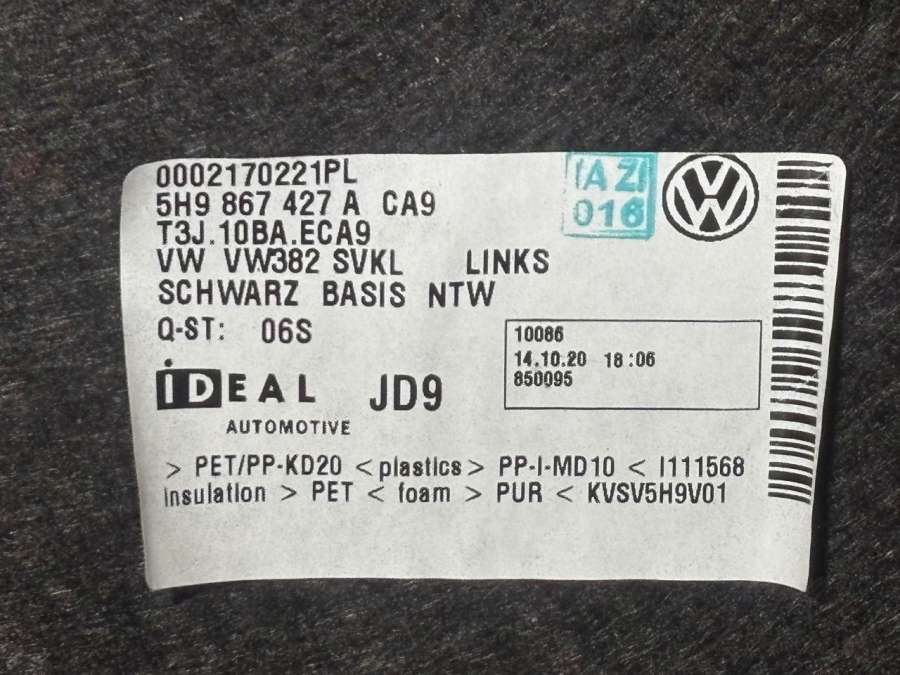 0002170221PL
5H9 867 427 A CA9
T3J.10BA.ECA9
VW VW382 SVKL LINKS
SCHWARZ BASIS NTW
Q-ST: 06S
IAZI
016
VW
10086
14.10.20 18:06
850095
iDEAL JD9
AUTOMOTIVE
> PET/PP-KD20 < plastics > PP-I-MD10 < I111568
insulation > PET < foam > PUR < KVSV5H9V01